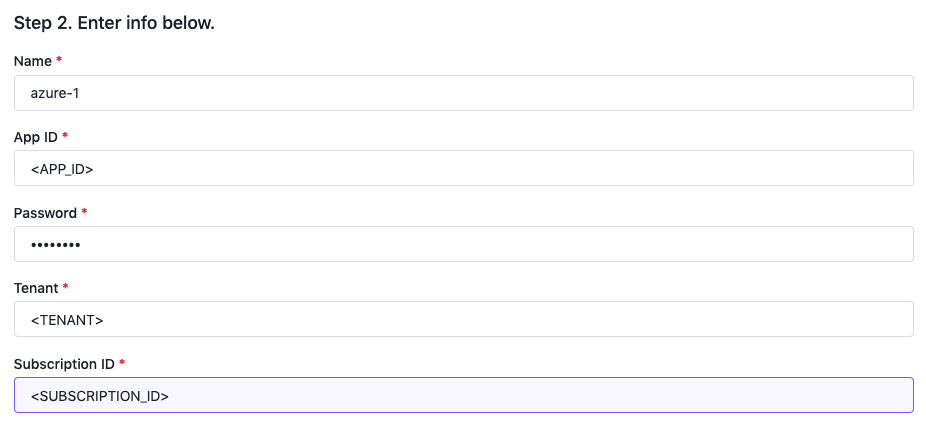 Step 2. Enter info below.
Name *
azure-1
App ID *
<APP_ID>
Password *
••••••••
Tenant *
<TENANT>
Subscription ID *
<SUBSCRIPTION_ID>